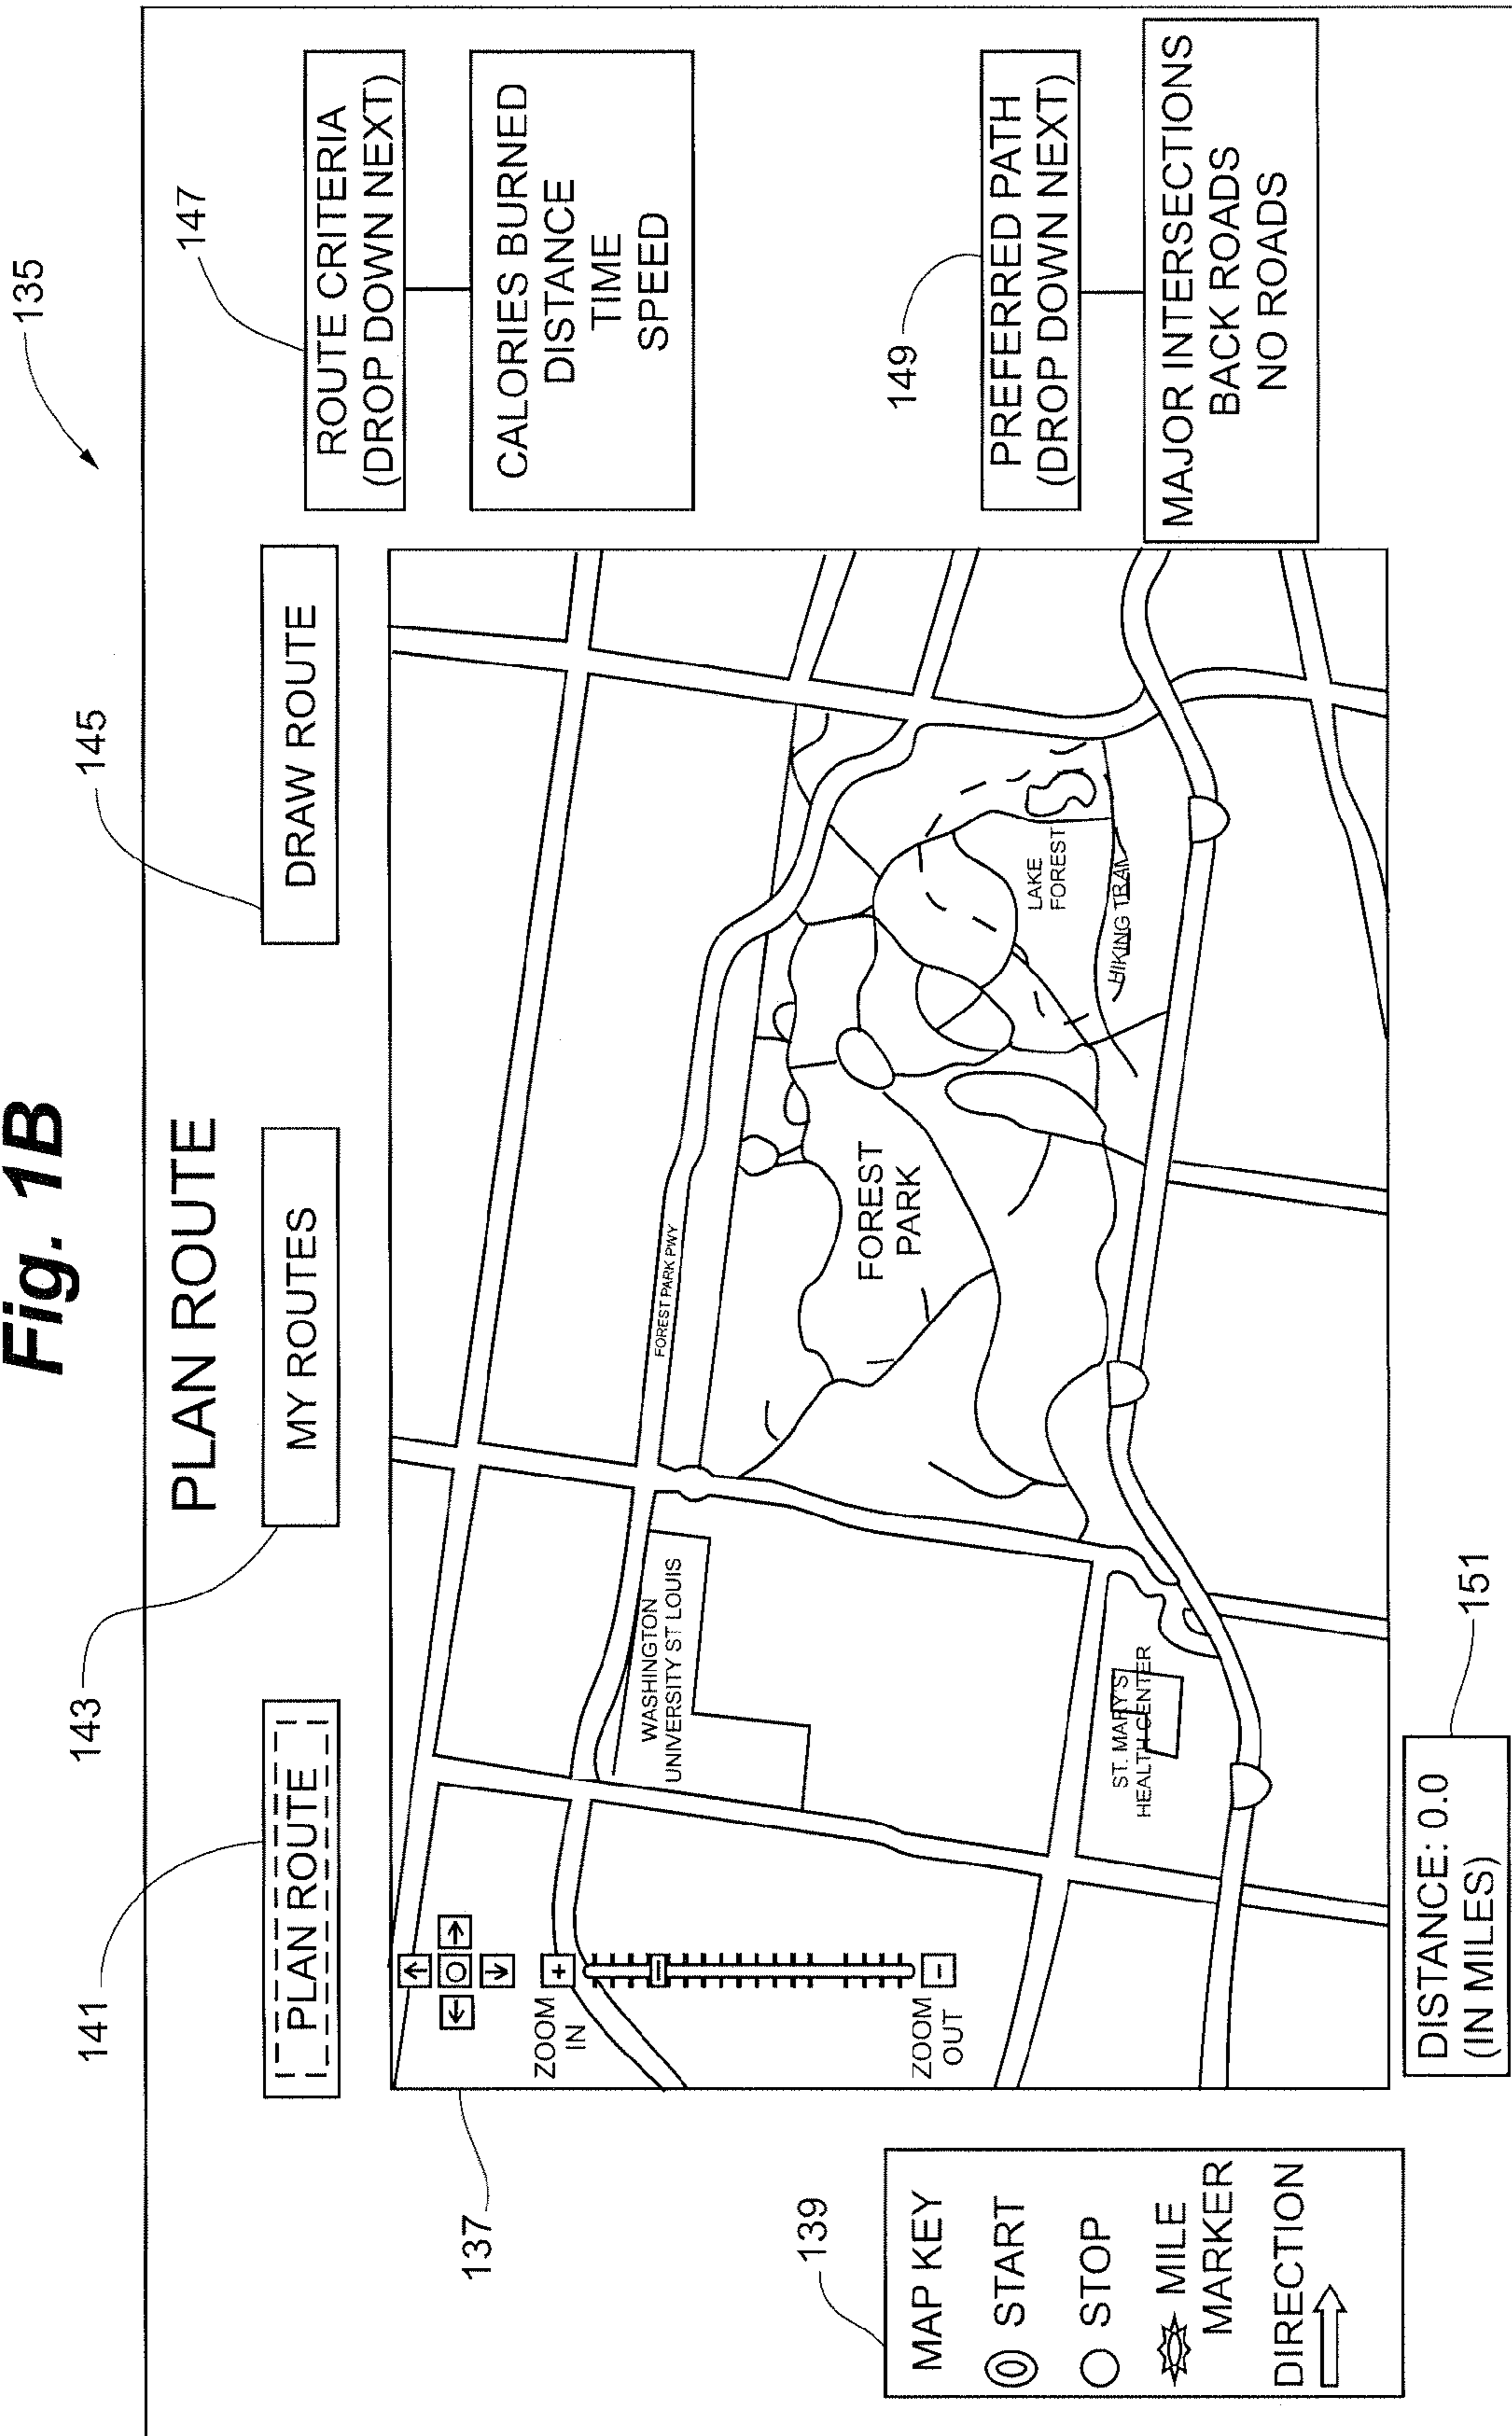 Fig. 1B
135
PLAN ROUTE
141
PLAN ROUTE
143
MY ROUTES
145
DRAW ROUTE
147
ROUTE CRITERIA
(DROP DOWN NEXT)
CALORIES BURNED
DISTANCE
TIME
SPEED
149
PREFERRED PATH
(DROP DOWN NEXT)
MAJOR INTERSECTIONS
BACK ROADS
NO ROADS
137
ZOOM
IN
+
ZOOM
OUT
-
FOREST PARK PWY
WASHINGTON
UNIVERSITY ST LOUIS
FOREST
PARK
LAKE
FOREST
HIKING TRAIL
ST. MARY'S
HEALTH CENTER
139
MAP KEY
START
STOP
MILE
MARKER
DIRECTION
DISTANCE: 0.0
(IN MILES)
151